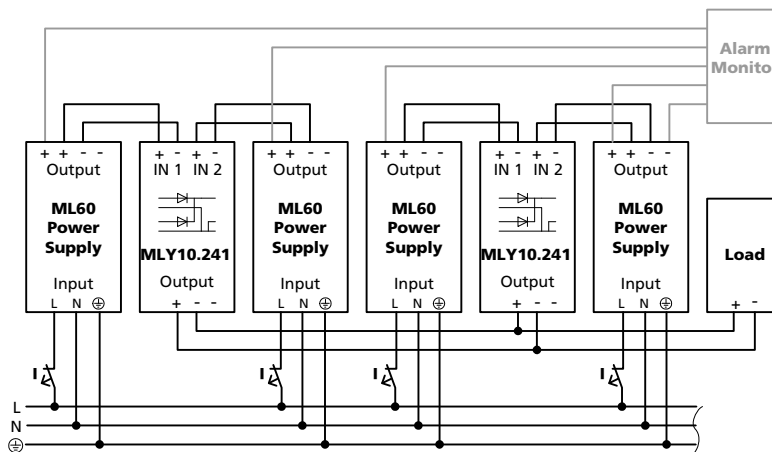 Alarm
Monito
+ + - -
Output
ML60
Power
Supply
Input
L N
+ - + -
IN 1 IN 2
MLY10.241
Output
+ - -
+ + - -
Output
ML60
Power
Supply
Input
L N
+ + - -
Output
ML60
Power
Supply
Input
L N
+ - + -
IN 1 IN 2
MLY10.241
Output
+ - -
+ + - -
Output
ML60
Power
Supply
Input
L N
Load
+ -
I
I
I
I
L
N